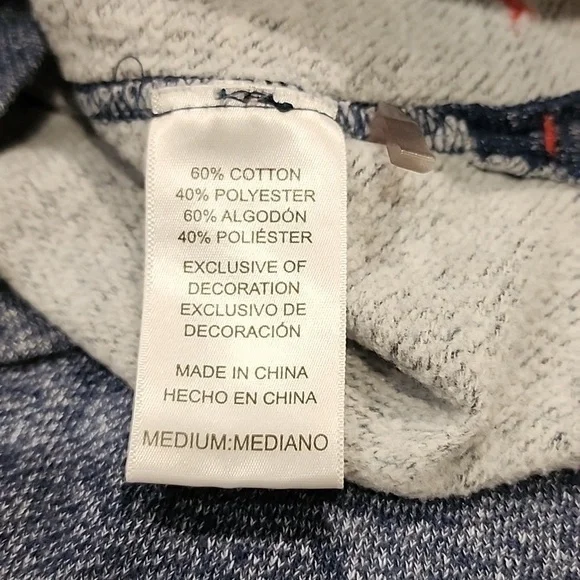 60% COTTON
40% POLYESTER
60% ALGODÓN
40% POLIÉSTER
EXCLUSIVE OF
DECORATION
EXCLUSIVO DE
DECORACIÓN
MADE IN CHINA
HECHO EN CHINA
MEDIUM:MEDIANO